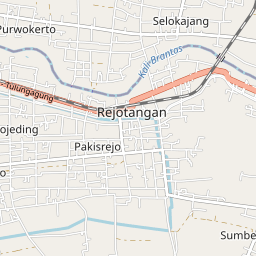 Selokajang
Purwokerto
Kali Brantas
Tulungagung
Rejotangan
ojeding
Pakisrejo
o
Sumbe